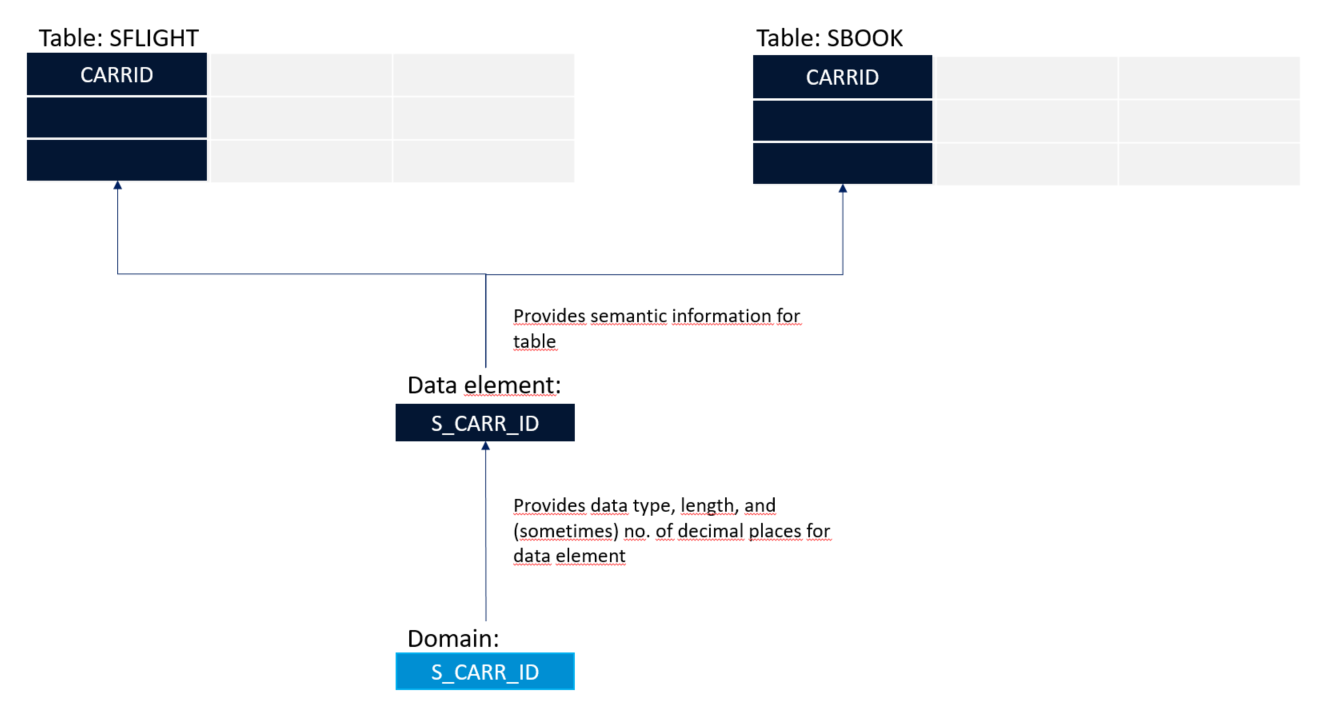 Table: SFLIGHT
Table: SBOOK
CARRID
CARRID
Provides semantic information for
table
Data element:
S_CARR_ID
Provides data type, length, and
(sometimes) no. of decimal places for
data element
Domain:
S_CARR_ID